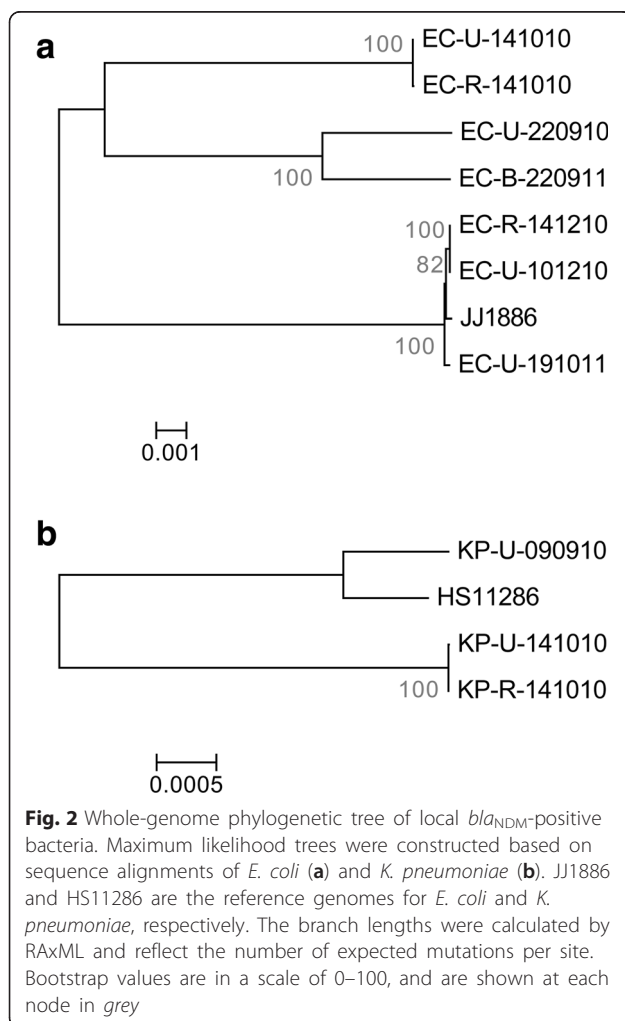 a
100
EC-U-141010
EC-R-141010
EC-U-220910
100
EC-B-220911
100
EC-R-141210
82
EC-U-101210
JJ1886
100
EC-U-191011
0.001
b
KP-U-090910
HS11286
KP-U-141010
100
KP-R-141010
0.0005
Fig. 2 Whole-genome phylogenetic tree of local blaNDM-positive
bacteria. Maximum likelihood trees were constructed based on
sequence alignments of E. coli (a) and K. pneumoniae (b). JJ1886
and HS11286 are the reference genomes for E. coli and K.
pneumoniae, respectively. The branch lengths were calculated by
RAxML and reflect the number of expected mutations per site.
Bootstrap values are in a scale of 0–100, and are shown at each
node in grey